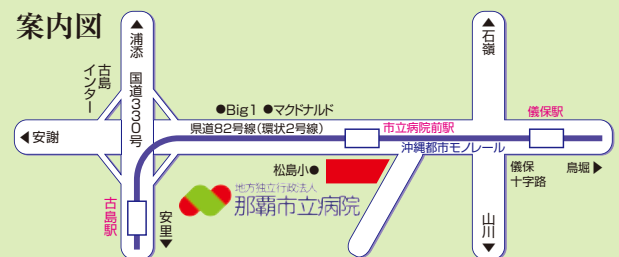 案内図
▲
浦添
国道330号
古島
インター
◀安謝
●Big1 ●マクドナルド
県道82号線(環状2号線)
市立病院前駅
沖縄都市モノレール
▲
石嶺
儀保駅
儀保
十字路
鳥堀▶
松島小●
地方独立行政法人
那覇市立病院
古島駅
安里
▼
山川
▼